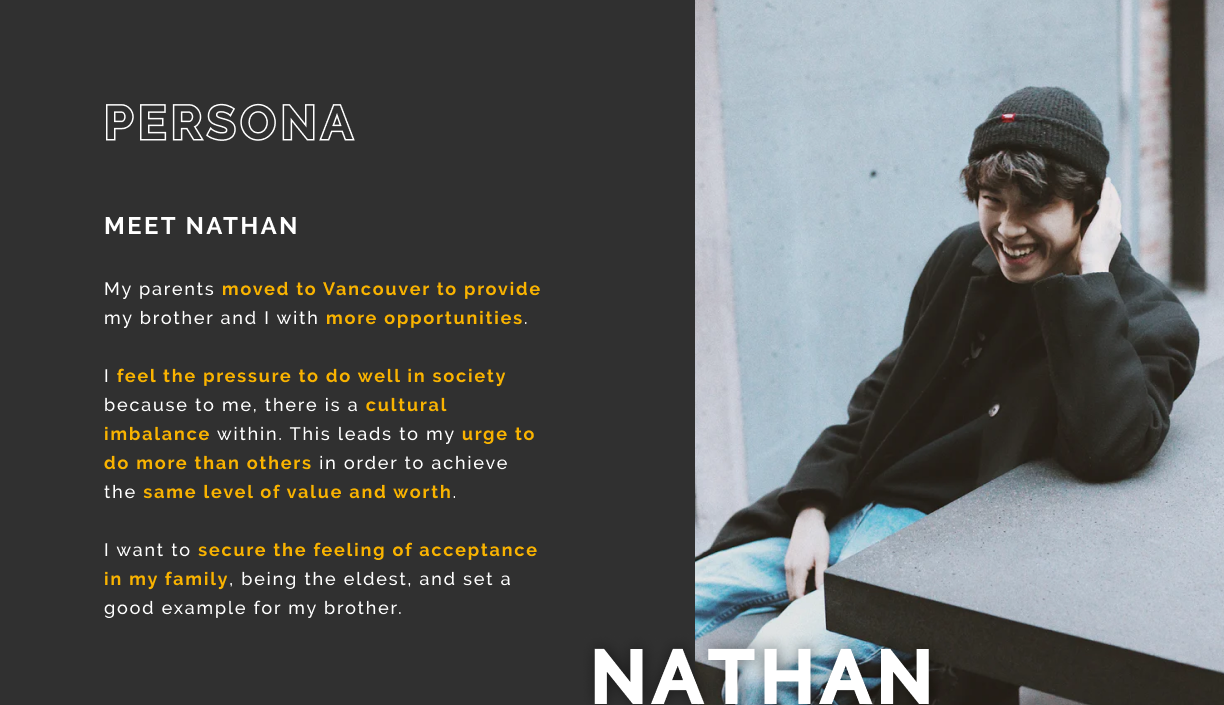 PERSONA
MEET NATHAN
My parents moved to Vancouver to provide
my brother and I with more opportunities.
I feel the pressure to do well in society
because to me, there is a cultural
imbalance within. This leads to my urge to
do more than others in order to achieve
the same level of value and worth.
I want to secure the feeling of acceptance
in my family, being the eldest, and set a
good example for my brother.
NATHAN